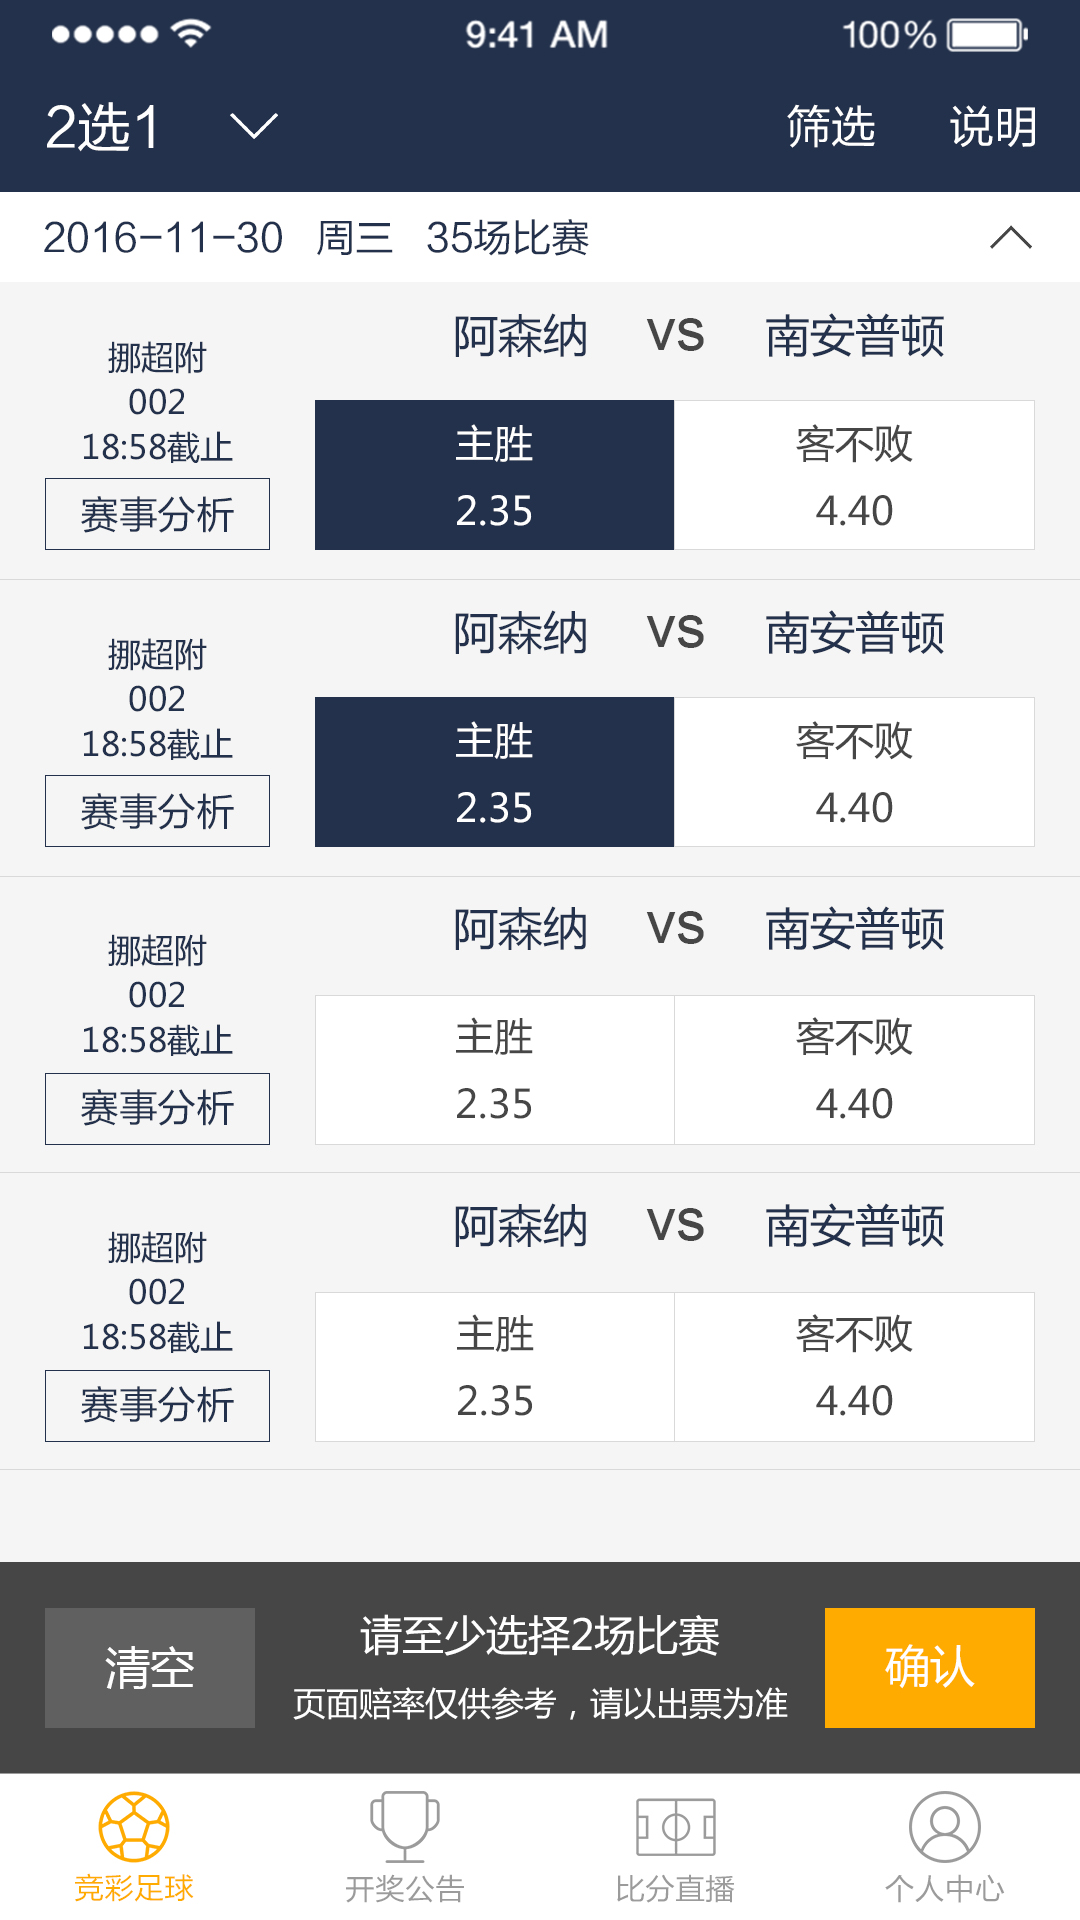 9:41 AM 100%
2选1 筛选 说明
2016-11-30 周三 35场比赛
阿森纳 VS 南安普顿
挪超附
002
18:58截止
赛事分析
主胜 客不败
2.35 4.40
阿森纳 VS 南安普顿
挪超附
002
18:58截止
赛事分析
主胜 客不败
2.35 4.40
阿森纳 VS 南安普顿
挪超附
002
18:58截止
赛事分析
主胜 客不败
2.35 4.40
阿森纳 VS 南安普顿
挪超附
002
18:58截止
赛事分析
主胜 客不败
2.35 4.40
清空
请至少选择2场比赛
页面赔率仅供参考，请以出票为准
确认
竞彩足球 开奖公告 比分直播 个人中心